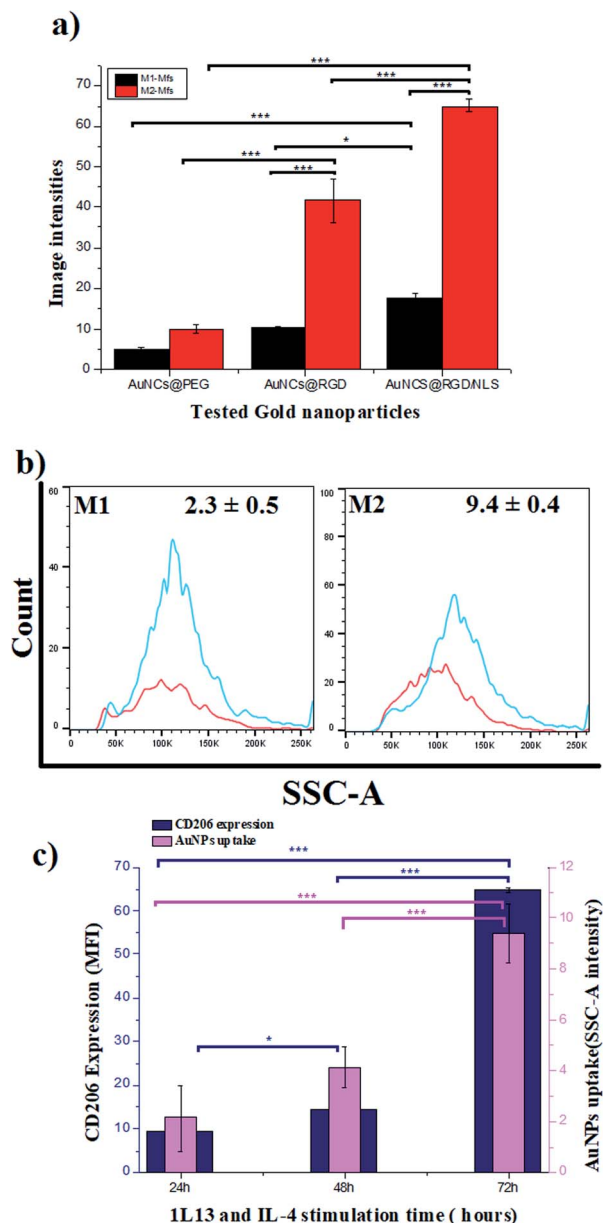 a)
M1-Mfs
M2-Mfs
***
***
***
***
*
***
***
65
70
60
50
40
30
20
10
0
Image intensities
AuNCs@PEG
AuNCs@RGD
AuNCS@RGD/NLS
Tested Gold nanoparticles
b)
M1 2.3 ± 0.5
M2 9.4 ± 0.4
60
40
20
0
100
80
60
40
20
0
Count
0 50K 100K 150K 200K 250K
0 50K 100K 150K 200K 250K
SSC-A
c)
CD206 expression
AuNPs uptake
***
***
***
***
*
70
65
60
50
40
30
20
10
0
12
10
8
6
4
2
0
CD206 Expression (MFI)
AuNPs uptake(SSC-A intensity)
24h 48h 72h
1L13 and IL-4 stimulation time ( hours)